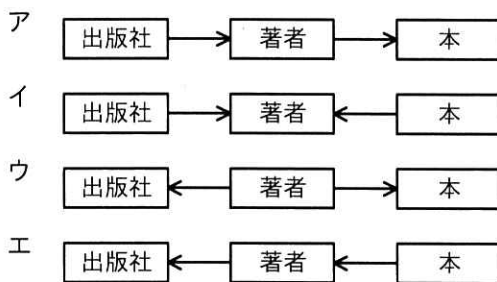 ア 出版社 著者 本
イ 出版社 著者 本
ウ 出版社 著者 本
エ 出版社 著者 本